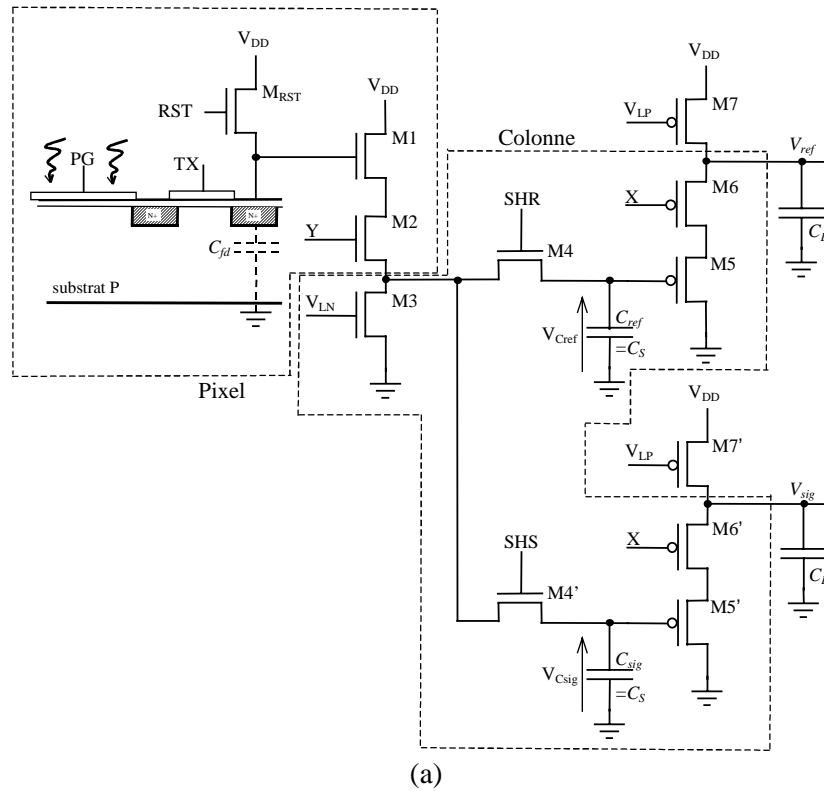 V_DD
M_RST
RST
V_DD
M1
PG
TX
N+
N+
C_fd
Y
M2
substrat P
V_LN
M3
Pixel
Colonne
SHR
M4
V_Cref
C_ref
=C_S
V_DD
V_LP
M7
V_ref
X
M6
M5
V_DD
V_LP
M7'
V_sig
X
M6'
SHS
M4'
M5'
V_Csig
C_sig
=C_S
(a)